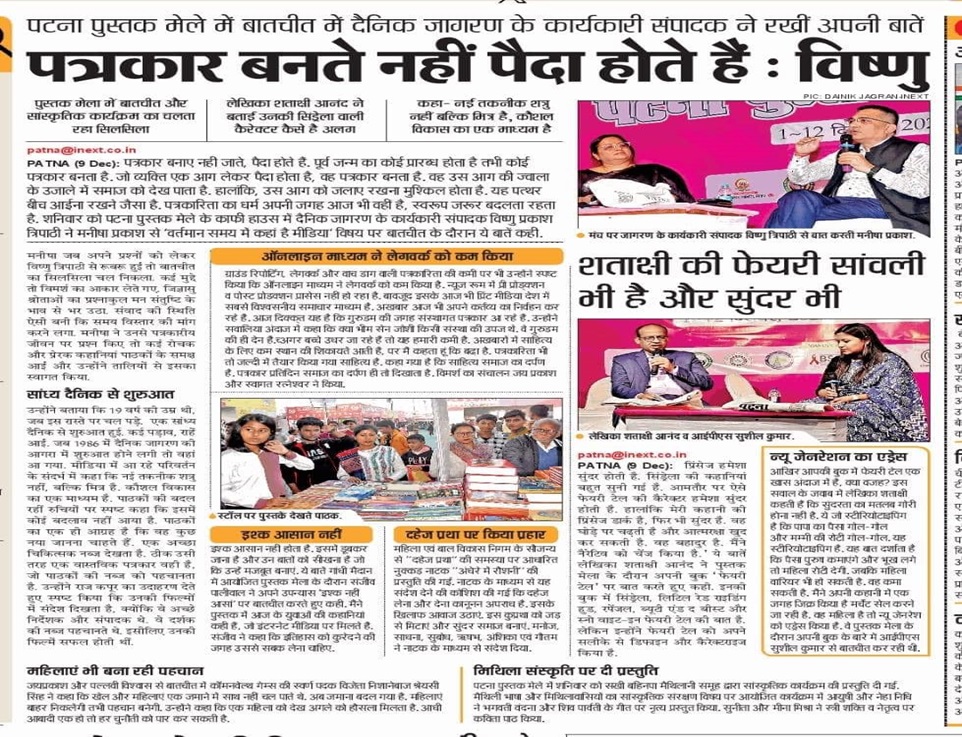 पटना पुस्तक मेले में बातचीत में दैनिक जागरण के कार्यकारी संपादक ने रखीं अपनी बातें
पत्रकार बनते नहीं पैदा होते हैं : विष्णु
PIC: DAINIK JAGRAN-INEXT
पुस्तक मेला में बातचीत और
सांस्कृतिक कार्यक्रम का चलता
रहा सिलसिला
लेखिका शताक्षी आनंद ने
बताई उनकी सिंड्रेला वाली
कैरेक्टर कैसे है अलग
कहा- नई तकनीक शत्रु
नहीं बल्कि मित्र है, कौशल
विकास का एक माध्यम है
patna@inext.co.in
PATNA (9 Dec): पत्रकार बनाए नहीं जाते, पैदा होते है. पूर्व जन्म का कोई प्रारब्ध होता है तभी कोई
पत्रकार बनता है. जो व्यक्ति एक आग लेकर पैदा होता है, वह पत्रकार बनता है. वह उस आग की ज्वाला
के उजाले में समाज को देख पाता है. हालांकि, उस आग को जलाए रखना मुश्किल होता है. यह पत्थर
बीच आईना रखने जैसा है. पत्रकारिता का धर्म अपनी जगह आज भी वहीं है, स्वरूप जरूर बदलता रहता
है. शनिवार को पटना पुस्तक मेले के काफी हाउस में दैनिक जागरण के कार्यकारी संपादक विष्णु प्रकाश
त्रिपाठी ने मनीषा प्रकाश से 'वर्तमान समय में कहां है मीडिया' विषय पर बातचीत के दौरान ये बातें कही.
मनीषा जब अपने प्रश्नों को लेकर
विष्णु त्रिपाठी से रूबरू हुईं तो बातचीत
का सिलसिला चल निकला. कई मुद्दे
तो विमर्श का आकार लेते गए, जिज्ञासु
श्रोताओं का प्रश्नाकुल मन संतुष्टि के
भाव से भर उठा. संवाद की स्थिति
ऐसी बनी कि समय विस्तार की मांग
करने लगा. मनीषा ने उनसे पत्रकारीय
जीवन पर प्रश्न किए तो कई रोचक
और प्रेरक कहानियां पाठकों के समक्ष
आई और उन्होंने तालियों से इसका
स्वागत किया.
सांध्य दैनिक से शुरुआत
उन्होंने बताया कि 19 वर्ष की उम्र थी,
जब इस रास्ते पर चल पड़े. एक सांध्य
दैनिक से शुरुआत हुई. कई पड़ाव, राहें
आईं. जब 1986 में दैनिक जागरण की
आगरा में शुरुआत होने लगी तो वहां
आ गया. मीडिया में आ रहे परिवर्तन
के संदर्भ में कहा कि नई तकनीक शत्रु
नहीं, बल्कि मित्र है. कौशल विकास
का एक माध्यम है. पाठकों की बदल
रहीं रुचियों पर स्पष्ट कहा कि इसमें
कोई बदलाव नहीं आया है. पाठकों
का एक ही आग्रह है कि वह कुछ
नया जानना चाहते हैं. एक अच्छा
चिकित्सक नब्ज देखता है. ठीक उसी
तरह एक वास्तविक पत्रकार वही है,
जो पाठकों की नब्ज को पहचानता
है. उन्होंने राज कपूर का उदाहरण देते
हुए स्पष्ट किया कि उनकी फिल्मों
में संदेश दिखता है, क्योंकि वे अच्छे
निर्देशक और संपादक थे. वे दर्शक
की नब्ज पहचानते थे. इसीलिए उनकी
फिल्में सफल होती थीं.
ऑनलाइन माध्यम ने लेगवर्क को कम किया
ग्राउंड रिपोर्टिंग, लेगवर्क और वाच डाग वाली पत्रकारिता की कमी पर भी उन्होंने स्पष्ट
किया कि ऑनलाइन माध्यम ने लेगवर्क को कम किया है. न्यूज रूम में प्री प्रोड्क्शन
व पोस्ट प्रोड्क्शन प्रासेस नहीं हो रहा है. बावजूद इसके आज भी प्रिंट मीडिया देश में
सबसे विश्वसनीय समाचार माध्यम है. अखबार आज भी अपने कर्तव्य का निर्वहन कर
रहे है. आज दिक्कत यह है कि गुरुडम की जगह संस्थागत पत्रकार आ रहे है. उन्होंने
सवालिया अंदाज में कहा कि क्या भीम सेन जोशी किसी संस्था की उपज थे. वे गुरुडम
की ही देन है.अगर बच्चे उधर जा रहे हैं तो यह हमारी कमी है. अखबारों में साहित्य
के लिए कम स्थान की शिकायतें आती है, पर मैं कहता हूं कि बढ़ा है. पत्रकारिता भी
तो जल्दी में तैयार किया गया साहित्य है, कहा गया है कि साहित्य समाज का दर्पण
है. पत्रकार प्रतिदिन समाज का दर्पण ही तो दिखाता है. विमर्श का संचालन जय प्रकाश
और स्वागत रत्नेश्वर ने किया.
स्टॉल पर पुस्तकें देखते पाठक.
इश्क आसान नहीं
इश्क आसान नहीं होता है. इसमें डूबकर
जाना है और उन बातों को सीखना है जो
कि उन्हें मजबूत बनाए. ये बातें गांधी मैदान
में आयोजित पुस्तक मेला के दौरान संजीव
पालीवाल ने अपने उपन्यास 'इश्क नहीं
आसां' पर बातचीत करते हुए कही. मैंने
पुस्तक में आज के युवाओं की कहानियां
कही है, जो इंटरनेट मीडिया पर मिलते है.
संजीव ने कहा कि इतिहास को कुरेदने की
जगह उससे सबक लेना चाहिए.
दहेज प्रथा पर किया प्रहार
महिला एवं बाल विकास निगम के सौजन्य
से ''दहेज प्रथा'' की समस्या पर आधारित
नुक्कड़ नाटक ''अंधेरे में रोशनी'' की
प्रस्तुति की गई. नाटक के माध्यम से यह
संदेश देने की कोशिश की गई कि दहेज
लेना और देना कानूनन अपराध है. इसके
खिलाफ आवाज उठाएं. इस कुप्रथा को जड़
से मिटाएं और सुंदर समाज बनाएं. मनोज,
साधना, सुबोध, ऋषभ, अंशिका एवं गौतम
ने नाटक के माध्यम से संदेश दिया.
1~12
मंच पर जागरण के कार्यकारी संपादक विष्णु त्रिपाठी से बात करतीं मनीषा प्रकाश.
शताक्षी की फेयरी सांवली
भी है और सुंदर भी
पटना
लेखिका शताक्षी आनंद व आईपीएस सुशील कुमार.
patna@inext.co.in
PATNA (9 Dec): प्रिंसेज हमेशा
सुंदर होती है. सिंड्रेला की कहानियां
बहुत सुनी गई है. आमतौर पर ऐसे
फेयरी टेल की कैरेक्टर हमेशा सुंदर
होती है. हालांकि मेरी कहानी की
प्रिंसेज डार्क है, फिर भी सुंदर है. वह
घोड़े पर चढ़ती है और आत्मरक्षा खुद
कर सकती है. वह बहादुर है. मैंने
नैरेटिव को चेंज किया है.' ये बातें
लेखिका शताक्षी आनंद ने पुस्तक
मेला के दौरान अपनी बुक 'फेयरी
टेल' पर बात करते हुए कही. इनकी
बुक में सिंड्रेला, लिटिल रेड राइडिंग
हुड, रपंजेल, ब्यूटी एंड द बीस्ट और
स्नो वाइट-इन फेयरी टेल की बात है.
लेकिन इन्होंने फेयरी टेल को अपने
सलीके से डिफाइन और कैरेक्टराइज
किया है.
न्यू जेनरेशन का एड्रेस
आखिर आपकी बुक में फेयरी टेल एक
खास अंदाज में है, क्या वजह? इस
सवाल के जवाब में लेखिका शताक्षी
कहती है कि सुंदरता का मतलब गोरी
होना नहीं है. ये जो स्टीरियोटाइपिंग
है कि पापा का पैसा गोल-गोल
और मम्मी की रोटी गोल-गोल. यह
स्टीरियोटाइपिंग है. यह बात दर्शाता है
कि पैसा पुरुष कमाएंगे और भूख लगे
तो महिला रोटी देगी, जबकि महिला
वारियर भी हो सकती है. वह कमा
सकती है. मैंने अपनी कहानी में एक
जगह जिक्र किया है मर्चेंट सेल करने
जा रही है. वह महिला है तो न्यू जेनरेशन
को एड्रेस किया है. वे पुस्तक मेला के
दौरान अपनी बुक के बारे में आईपीएस
सुशील कुमार से बातचीत कर रही थी.
महिलाएं भी बना रही पहचान
जयप्रकाश और पल्लवी विश्वास से बातचीत में कॉमनवेल्थ गेम्स की स्वर्ण पदक विजेता निशानेबाज श्रेयसी
सिंह ने कहा कि खेल और महिलाएं एक जमाने में साथ नहीं चल पाते थे. अब जमाना बदल गया है. महिलाएं
बाहर निकलेंगी तभी पहचान बनेगी. उन्होंने कहा कि एक महिला को देख अगले को हौसला मिलता है. आधी
आबादी एक हो तो हर चुनौती को पार कर सकती है.
मिथिला संस्कृति पर दी प्रस्तुति
पटना पुस्तक मेले में शनिवार को सखी बहिनपा मैथिलानी समूह द्वारा सांस्कृतिक कार्यक्रम की प्रस्तुति दी गई.
मैथिली भाषा और मिथिलावासियों का सांस्कृतिक संरक्षण विषय पर आयोजित कार्यक्रम में आयुषी और नेहा निधि
ने भगवती वंदना और शिव पार्वती के गीत पर नृत्य प्रस्तुत किया. सुनीता और मीना मिश्रा ने स्त्री शक्ति व नेतृत्व पर
कविता पाठ किया.